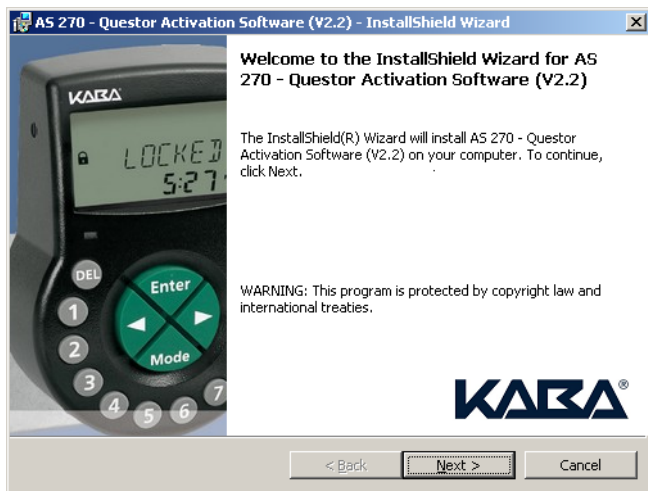 AS 270 - Questor Activation Software (V2.2) - InstallShield Wizard
Welcome to the InstallShield Wizard for AS
270 - Questor Activation Software (V2.2)
The InstallShield(R) Wizard will install AS 270 - Questor
Activation Software (V2.2) on your computer. To continue,
click Next.
WARNING: This program is protected by copyright law and
international treaties.
KABA®
KABA
LOCKED
5:27
DEL
Enter
Mode
1
2
3
4
5
6
7
< Back
Next >
Cancel